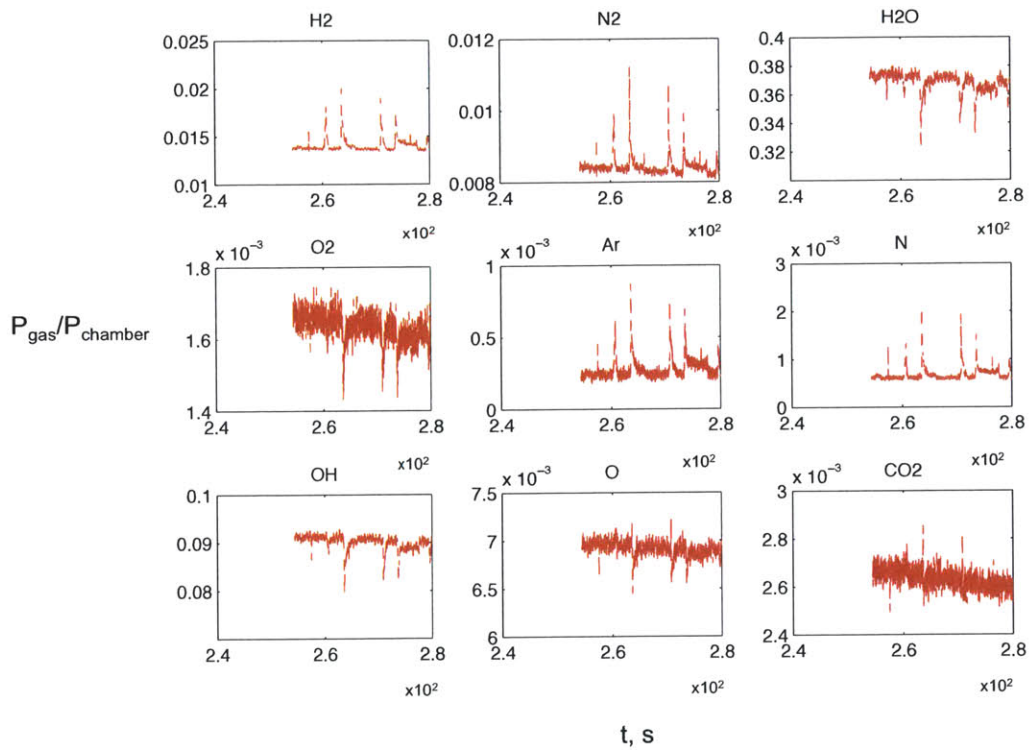 H2
0.025
0.02
0.015
0.01
2.4 2.6 2.8
x10²
N2
0.012
0.01
0.008
2.4 2.6 2.8
x10²
H2O
0.4
0.38
0.36
0.34
0.32
2.4 2.6 2.8
x10²
P_gas/P_chamber
O2
x 10⁻³
1.8
1.6
1.4
2.4 2.6 2.8
x10²
Ar
x 10⁻³
1
0.5
0
2.4 2.6 2.8
x10²
N
x 10⁻³
3
2
1
0
2.4 2.6 2.8
x10²
OH
0.1
0.09
0.08
2.4 2.6 2.8
x10²
O
x 10⁻³
7.5
7
6.5
6
2.4 2.6 2.8
x10²
CO2
x 10⁻³
3
2.8
2.6
2.4
2.4 2.6 2.8
x10²
t, s